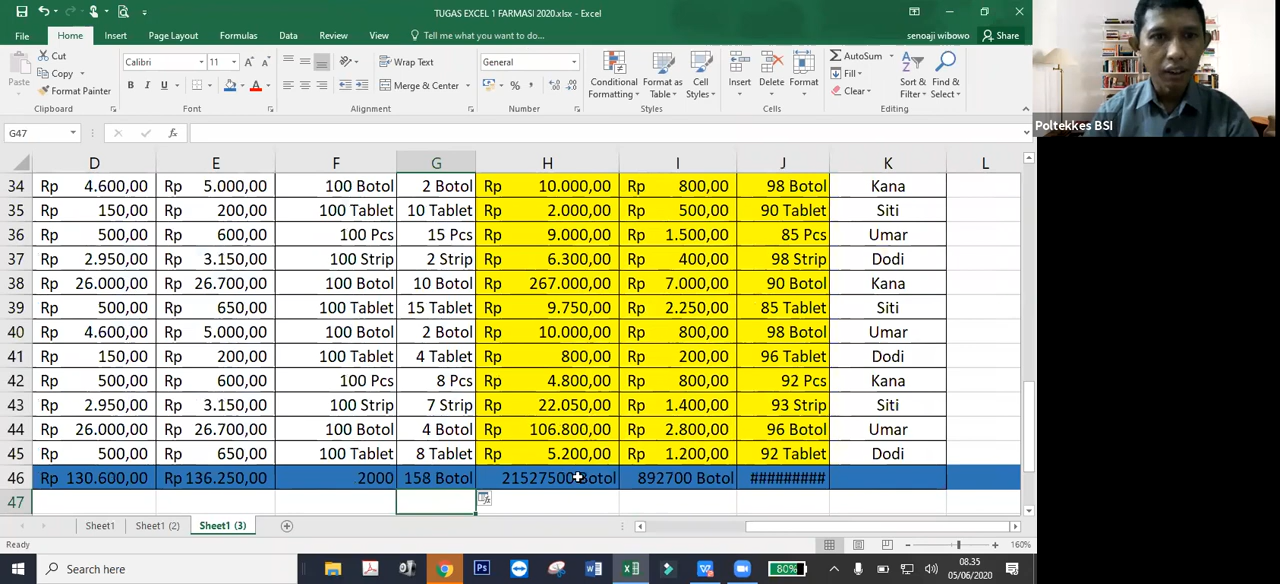 TUGAS EXCEL 1 FARMASI 2020.xlsx - Excel
File Home Insert Page Layout Formulas Data Review View Tell me what you want to do... senoaji wibowo Share
Paste Cut Copy Format Painter Clipboard
Calibri 11 A A B I U A Font
Wrap Text Merge & Center Alignment
General % , Number
Conditional Formatting Format as Table Cell Styles Styles
Insert Delete Format Cells
AutoSum Fill Clear Sort & Filter Find & Select Editing
Poltekkes BSI
G47 fx
D E F G H I J K L
34 Rp 4.600,00 Rp 5.000,00 100 Botol 2 Botol Rp 10.000,00 Rp 800,00 98 Botol Kana
35 Rp 150,00 Rp 200,00 100 Tablet 10 Tablet Rp 2.000,00 Rp 500,00 90 Tablet Siti
36 Rp 500,00 Rp 600,00 100 Pcs 15 Pcs Rp 9.000,00 Rp 1.500,00 85 Pcs Umar
37 Rp 2.950,00 Rp 3.150,00 100 Strip 2 Strip Rp 6.300,00 Rp 400,00 98 Strip Dodi
38 Rp 26.000,00 Rp 26.700,00 100 Botol 10 Botol Rp 267.000,00 Rp 7.000,00 90 Botol Kana
39 Rp 500,00 Rp 650,00 100 Tablet 15 Tablet Rp 9.750,00 Rp 2.250,00 85 Tablet Siti
40 Rp 4.600,00 Rp 5.000,00 100 Botol 2 Botol Rp 10.000,00 Rp 800,00 98 Botol Umar
41 Rp 150,00 Rp 200,00 100 Tablet 4 Tablet Rp 800,00 Rp 200,00 96 Tablet Dodi
42 Rp 500,00 Rp 600,00 100 Pcs 8 Pcs Rp 4.800,00 Rp 800,00 92 Pcs Kana
43 Rp 2.950,00 Rp 3.150,00 100 Strip 7 Strip Rp 22.050,00 Rp 1.400,00 93 Strip Siti
44 Rp 26.000,00 Rp 26.700,00 100 Botol 4 Botol Rp 106.800,00 Rp 2.800,00 96 Botol Umar
45 Rp 500,00 Rp 650,00 100 Tablet 8 Tablet Rp 5.200,00 Rp 1.200,00 92 Tablet Dodi
46 Rp 130.600,00 Rp 136.250,00 2000 158 Botol 21527500 Botol 892700 Botol #########
47
Sheet1 Sheet1 (2) Sheet1 (3)
Ready 160%
Search 80% 08.35
05/06/2020